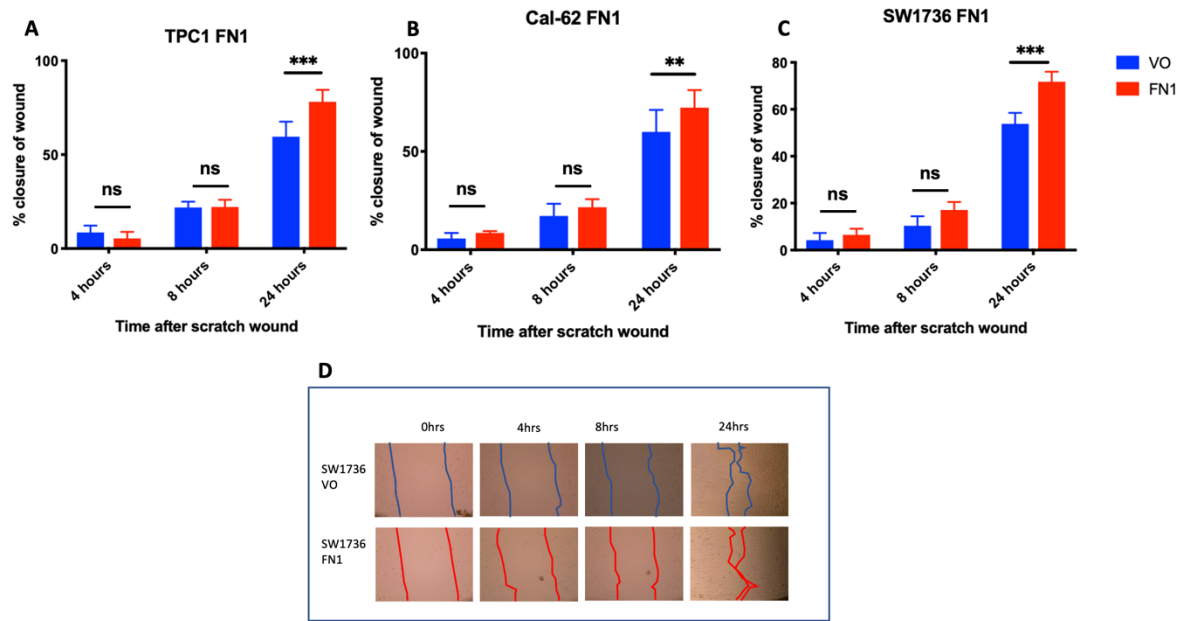 A
TPC1 FN1
100
50
0
% closure of wound
ns
ns
***
4 hours
8 hours
24 hours
Time after scratch wound
B
Cal-62 FN1
100
50
0
% closure of wound
ns
ns
**
4 hours
8 hours
24 hours
Time after scratch wound
C
SW1736 FN1
80
60
40
20
0
% closure of wound
ns
ns
***
4 hours
8 hours
24 hours
Time after scratch wound
VO
FN1
D
0hrs 4hrs 8hrs 24hrs
SW1736
VO
SW1736
FN1